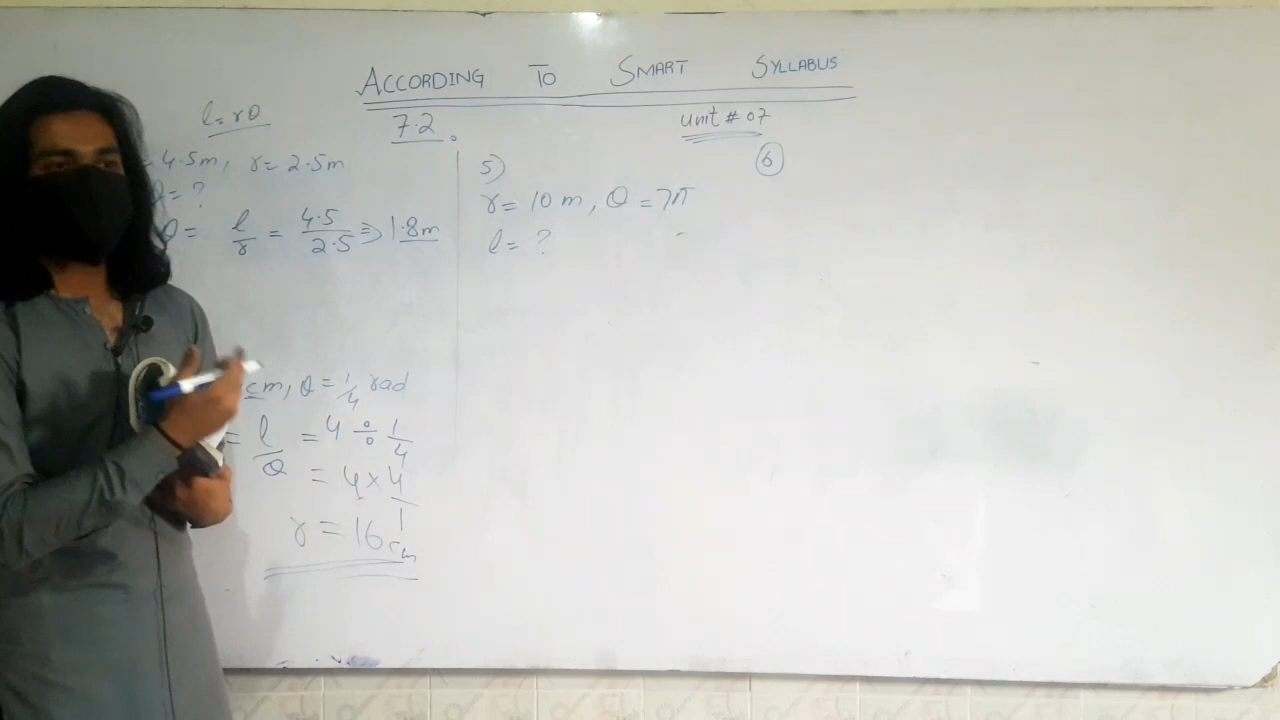 ACCORDING TO SMART SYLLABUS
l = rθ
7.2
Unit # 07
6
= 4.5m, r = 2.5m
θ = ?
θ = l/r = 4.5/2.5 ⇒ 1.8m
cm, θ = 1/4 rad
= l/θ = 4 ÷ 1/4
= 4 × 4/1
r = 16cm
5)
r = 10 m, θ = 7π
l = ?